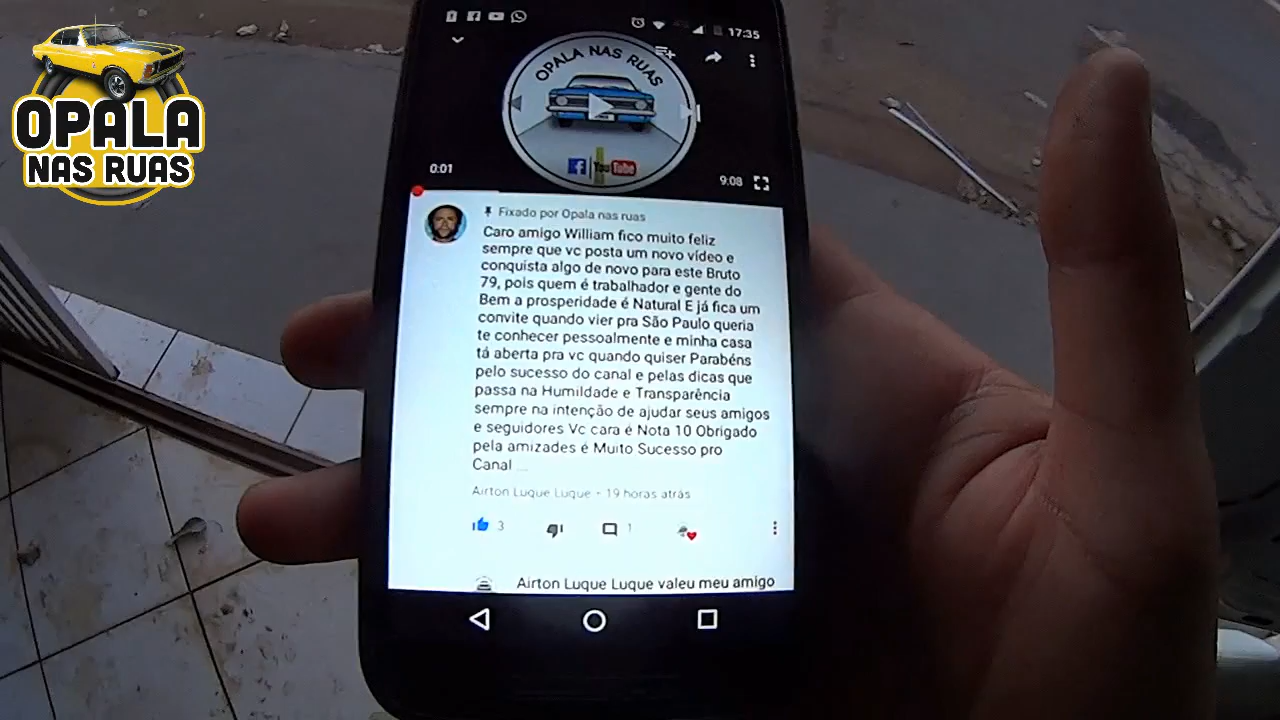 OPALA
NAS RUAS
17:35
OPALA NAS RUAS
YouTube
0:01
9:08
Fixado por Opala nas ruas
Caro amigo William fico muito feliz
sempre que vc posta um novo vídeo e
conquista algo de novo para este Bruto
79, pois quem é trabalhador e gente do
Bem a prosperidade é Natural E já fica um
convite quando vier pra São Paulo queria
te conhecer pessoalmente e minha casa
tá aberta pra vc quando quiser Parabéns
pelo sucesso do canal e pelas dicas que
passa na Humildade e Transparência
sempre na intenção de ajudar seus amigos
e seguidores Vc cara é Nota 10 Obrigado
pela amizades é Muito Sucesso pro
Canal ...
Airton Luque Luque • 19 horas atrás
3 1
Airton Luque Luque valeu meu amigo